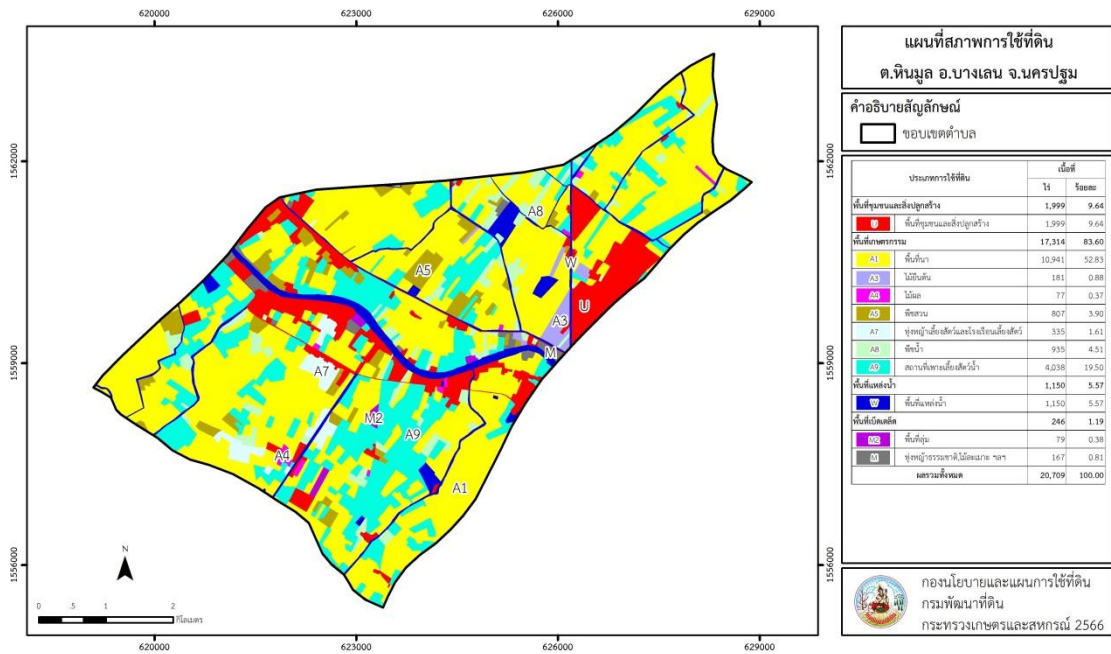 620000 623000 626000 629000
1562000
1559000
1556000
1562000
1559000
1556000
A8
A5
W
U
A3
M
A7
M2
A9
A4
A1
N
0 .5 1 2
กิโลเมตร
620000 623000 626000 629000
แผนที่สภาพการใช้ที่ดิน
ต.หินมูล อ.บางเลน จ.นครปฐม
คำอธิบายสัญลักษณ์
ขอบเขตตำบล
ประเภทการใช้ที่ดิน เนื้อที่
ไร่ ร้อยละ
พื้นที่ชุมชนและสิ่งปลูกสร้าง 1,999 9.64
U พื้นที่ชุมชนและสิ่งปลูกสร้าง 1,999 9.64
พื้นที่เกษตรกรรม 17,314 83.60
A1 พื้นที่นา 10,941 52.83
A3 ไม้ยืนต้น 181 0.88
A4 ไม้ผล 77 0.37
A5 พืชสวน 807 3.90
A7 ทุ่งหญ้าเลี้ยงสัตว์และโรงเรือนเลี้ยงสัตว์ 335 1.61
A8 พืชน้ำ 935 4.51
A9 สถานที่เพาะเลี้ยงสัตว์น้ำ 4,038 19.50
พื้นที่แหล่งน้ำ 1,150 5.57
W พื้นที่แหล่งน้ำ 1,150 5.57
พื้นที่เบ็ดเตล็ด 246 1.19
M2 พื้นที่ลุ่ม 79 0.38
M ทุ่งหญ้าธรรมชาติ,ไม้ละเมาะ ฯลฯ 167 0.81
ผลรวมทั้งหมด 20,709 100.00
กองนโยบายและแผนการใช้ที่ดิน
กรมพัฒนาที่ดิน
กระทรวงเกษตรและสหกรณ์ 2566